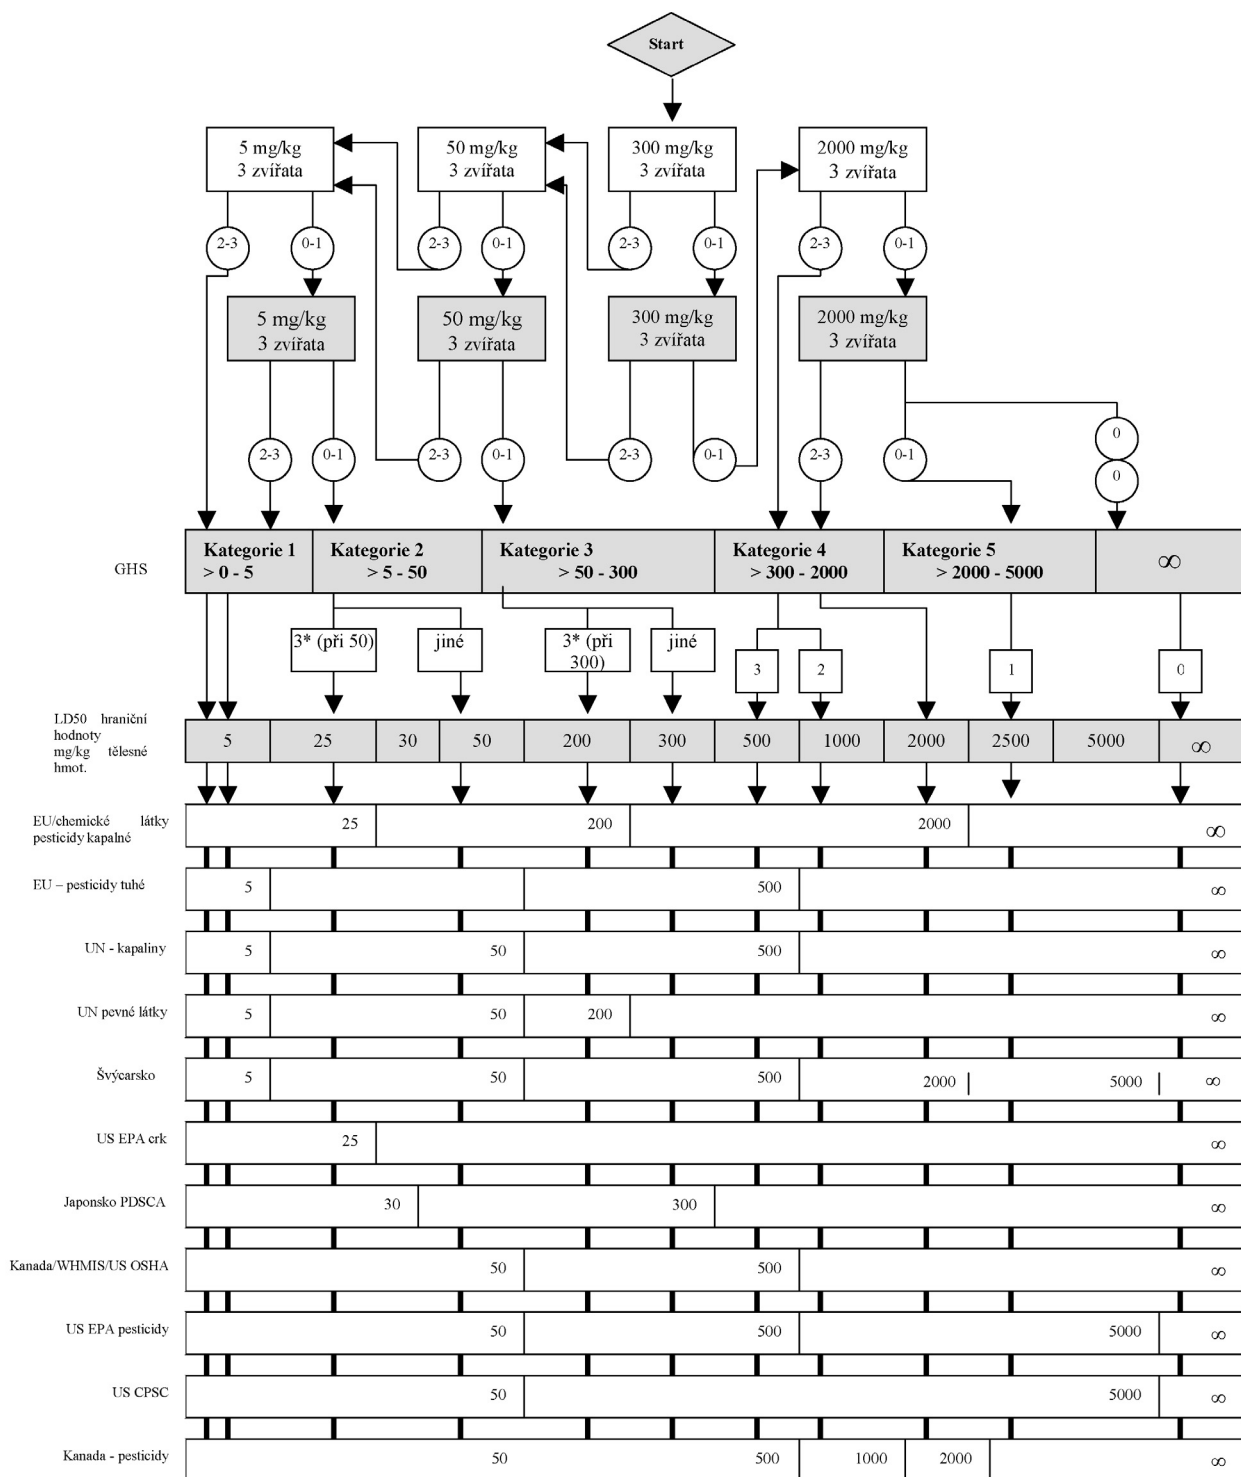 Start
5 mg/kg
3 zvířata
50 mg/kg
3 zvířata
300 mg/kg
3 zvířata
2000 mg/kg
3 zvířata
2-3
0-1
2-3
0-1
2-3
0-1
2-3
0-1
5 mg/kg
3 zvířata
50 mg/kg
3 zvířata
300 mg/kg
3 zvířata
2000 mg/kg
3 zvířata
2-3
0-1
2-3
0-1
2-3
0-1
2-3
0-1
0
0
GHS
Kategorie 1
> 0 - 5
Kategorie 2
> 5 - 50
Kategorie 3
> 50 - 300
Kategorie 4
> 300 - 2000
Kategorie 5
> 2000 - 5000
∞
3* (při 50)
jiné
3* (při
300)
jiné
3
2
1
0
LD50 hraniční
hodnoty
mg/kg tělesné
hmot.
5 25 30 50 200 300 500 1000 2000 2500 5000 ∞
EU/chemické látky
pesticidy kapalné
25 200 2000 ∞
EU – pesticidy tuhé
5 500 ∞
UN - kapaliny
5 50 500 ∞
UN pevné látky
5 50 200 ∞
Švýcarsko
5 50 500 2000 5000 ∞
US EPA crk
25 ∞
Japonsko PDSCA
30 300 ∞
Kanada/WHMIS/US OSHA
50 500 ∞
US EPA pesticidy
50 500 5000 ∞
US CPSC
50 5000 ∞
Kanada - pesticidy
50 500 1000 2000 ∞